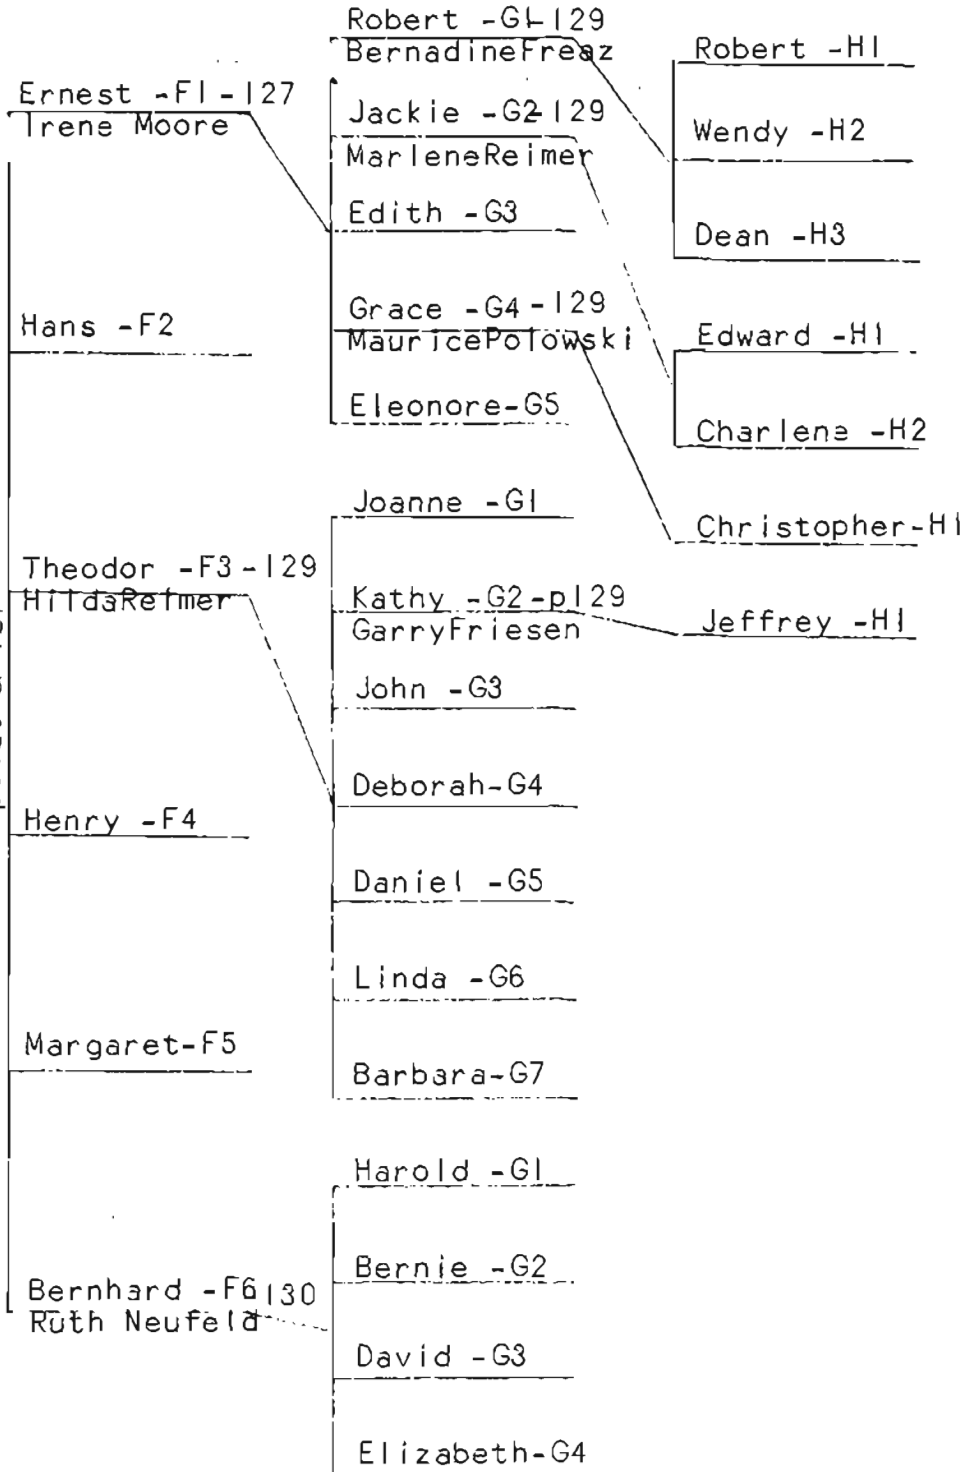 Ernest -F1-127
Irene Moore
Hans -F2
Theodor -F3-129
HildaReimer
Henry -F4
Margaret-F5
Bernhard -F6 130
Ruth Neufeld
Robert -G1-129
BernadineFreaz
Jackie -G2-129
MarleneReimer
Edith -G3
Grace -G4-129
MauricePolowski
Eleonore-G5
Joanne -G1
Kathy -G2-p129
GarryFriesen
John -G3
Deborah-G4
Daniel -G5
Linda -G6
Barbara-G7
Harold -G1
Bernie -G2
David -G3
Elizabeth-G4
Robert -H1
Wendy -H2
Dean -H3
Edward -H1
Charlene -H2
Christopher-H1
Jeffrey -H1